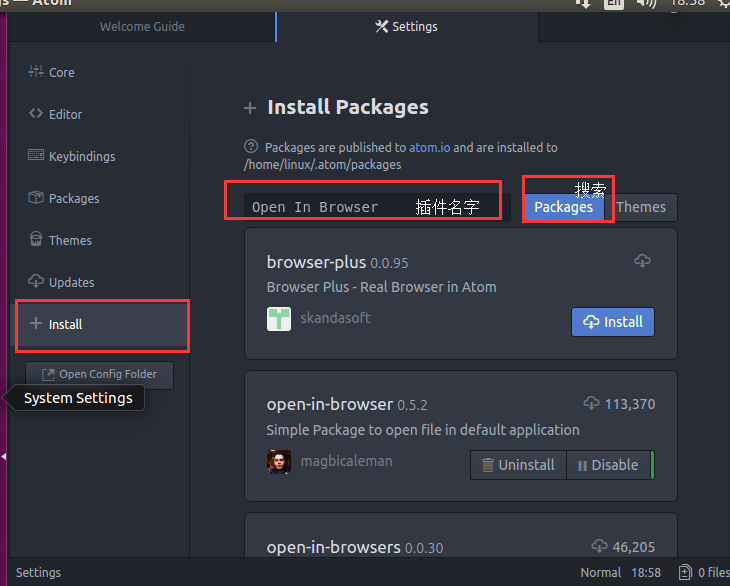 — Atom
En
18:58
Welcome Guide
Settings
Core
Editor
Keybindings
Packages
Themes
Updates
Install
Open Config Folder
System Settings
Install Packages
Packages are published to atom.io and are installed to
/home/linux/.atom/packages
Open In Browser 插件名字
搜索
Packages Themes
browser-plus 0.0.95
Browser Plus - Real Browser in Atom
skandasoft
Install
open-in-browser 0.5.2 113,370
Simple Package to open file in default application
magbicaleman
Uninstall Disable
open-in-browsers 0.0.30 46,205
Settings Normal 18:58 0 files